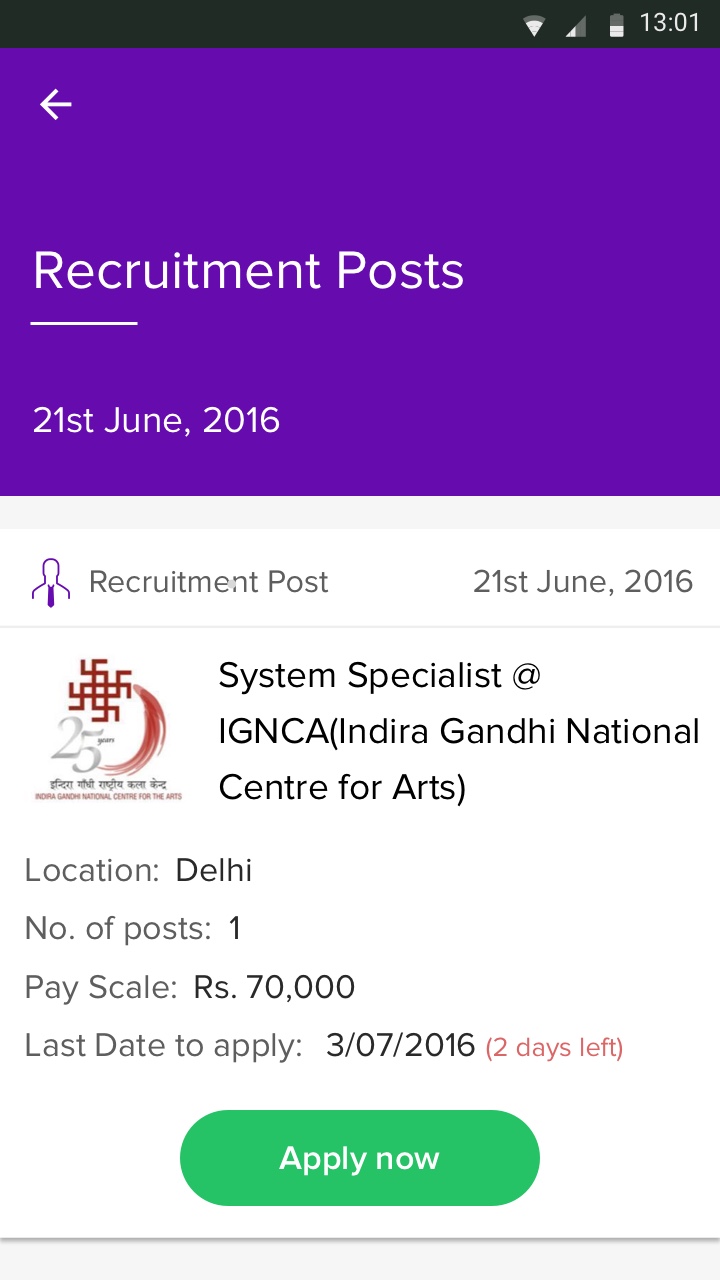 13:01
Recruitment Posts
21st June, 2016
Recruitment Post 21st June, 2016
System Specialist @
IGNCA(Indira Gandhi National
Centre for Arts)
25 years
इन्दिरा गाँधी राष्ट्रीय कला केन्द्र
INDIRA GANDHI NATIONAL CENTRE FOR THE ARTS
Location: Delhi
No. of posts: 1
Pay Scale: Rs. 70,000
Last Date to apply: 3/07/2016 (2 days left)
Apply now